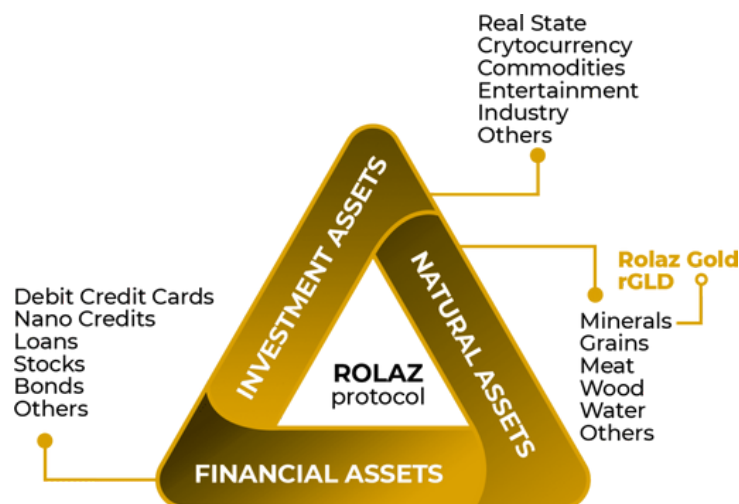 Real State
Crytocurrency
Commodities
Entertainment
Industry
Others
INVESTMENT ASSETS
NATURAL ASSETS
Rolaz Gold
rGLD
Minerals
Grains
Meat
Wood
Water
Others
Debit Credit Cards
Nano Credits
Loans
Stocks
Bonds
Others
ROLAZ
protocol
FINANCIAL ASSETS